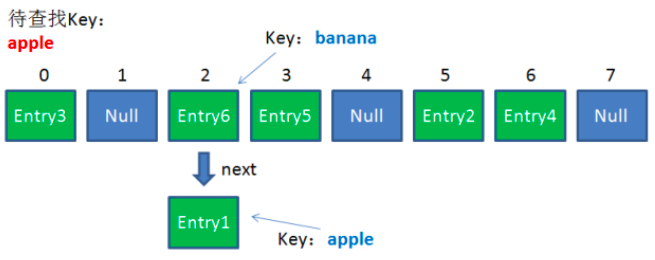 待查找Key:
apple
Key: banana
0 1 2 3 4 5 6 7
Entry3 Null Entry6 Entry5 Null Entry2 Entry4 Null
next
Entry1
Key: apple